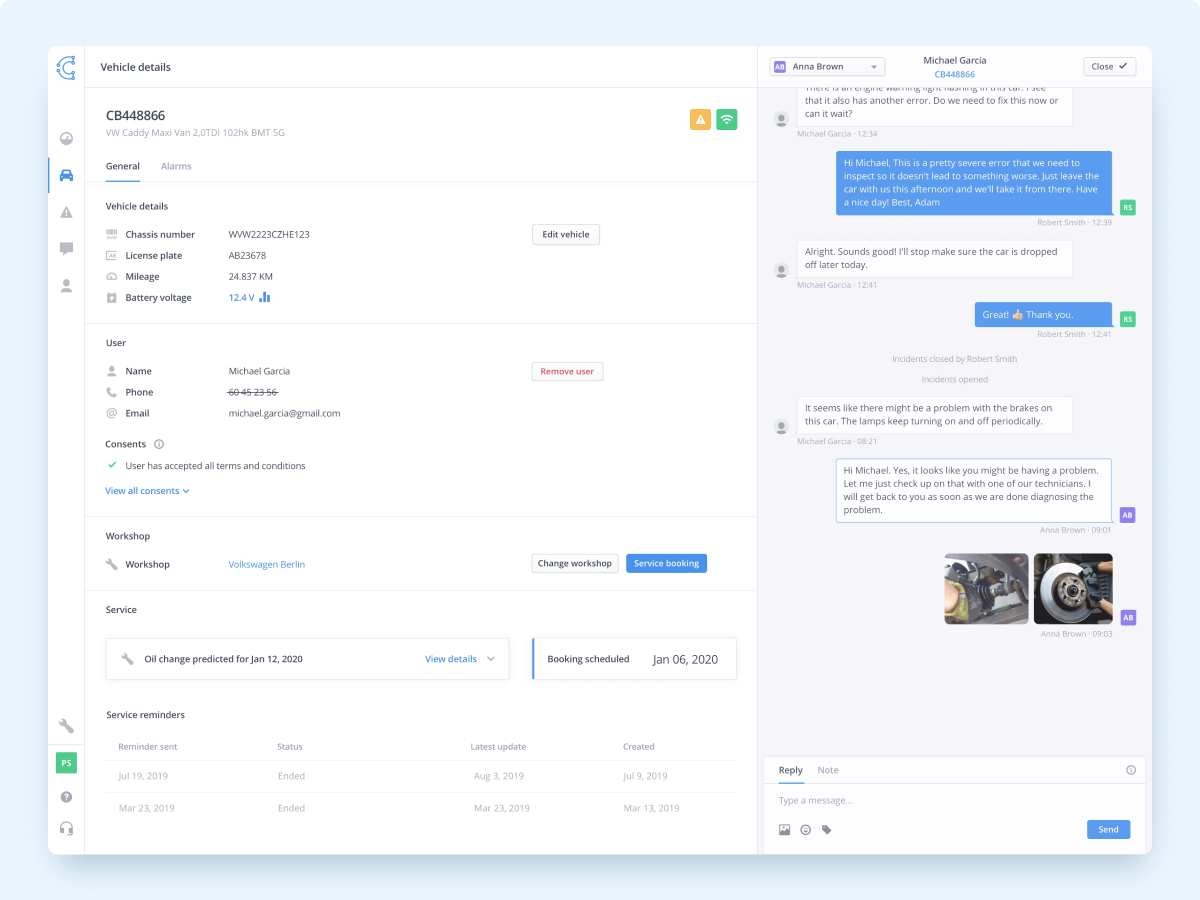 Vehicle details
CB448866
VW Caddy Maxi Van 2,0TDI 102hk BMT 5G
General
Alarms
Vehicle details
Chassis number
WVW2223CZHE123
Edit vehicle
License plate
AB23678
Mileage
24.837 KM
Battery voltage
12.4 V
User
Name
Michael Garcia
Remove user
Phone
60 45 23 56
Email
michael.garcia@gmail.com
Consents
User has accepted all terms and conditions
View all consents
Workshop
Workshop
Volkswagen Berlin
Change workshop
Service booking
Service
Oil change predicted for Jan 12, 2020
View details
Booking scheduled
Jan 06, 2020
Service reminders
Reminder sent
Status
Latest update
Created
Jul 19, 2019
Ended
Aug 3, 2019
Jul 9, 2019
Mar 23, 2019
Ended
Mar 23, 2019
Mar 13, 2019
PS
AB
Anna Brown
Michael Garcia
CB448866
Close
There is an engine warning light flashing in this car. I see
that it also has another error. Do we need to fix this now or
can it wait?
Michael Garcia · 12:34
Hi Michael, This is a pretty severe error that we need to
inspect so it doesn't lead to something worse. Just leave the
car with us this afternoon and we'll take it from there. Have
a nice day! Best, Adam
RS
Robert Smith · 12:39
Alright. Sounds good! I'll stop make sure the car is dropped
off later today.
Michael Garcia · 12:41
Great! 👍🏼 Thank you.
RS
Robert Smith · 12:41
Incidents closed by Robert Smith
Incidents opened
It seems like there might be a problem with the brakes on
this car. The lamps keep turning on and off periodically.
Michael Garcia · 08:21
Hi Michael. Yes, it looks like you might be having a problem.
Let me just check up on that with one of our technicians. I
will get back to you as soon as we are done diagnosing the
problem.
AB
Anna Brown · 09:01
AB
Anna Brown · 09:03
Reply
Note
Type a message...
Send